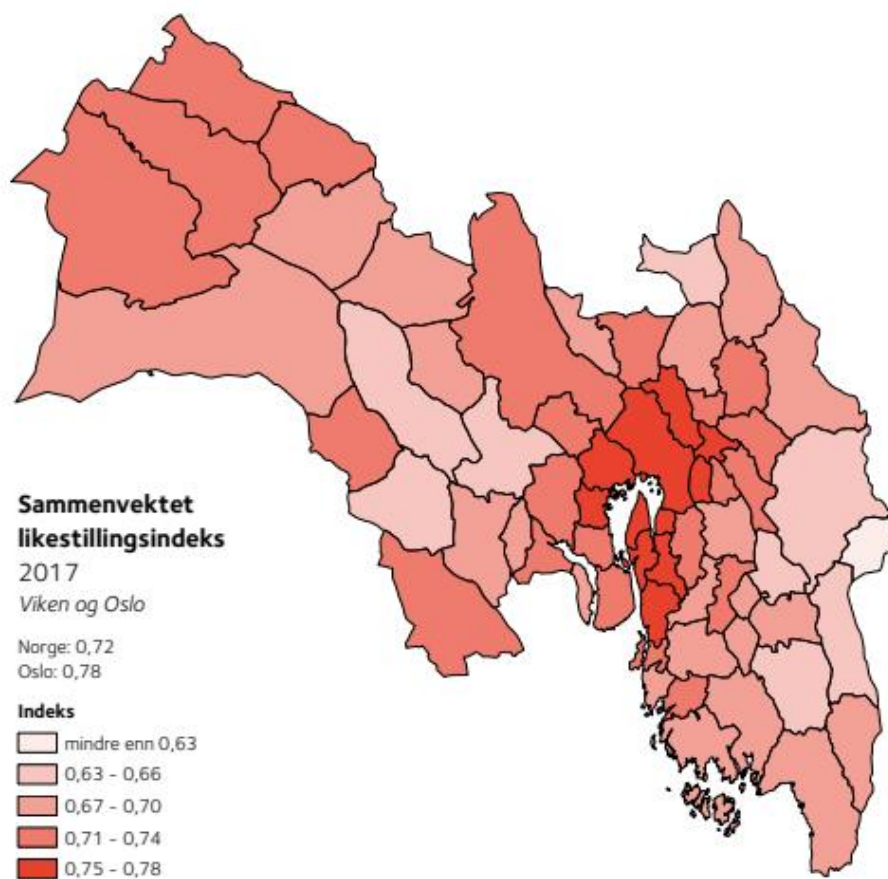 Sammenvektet
likestillingsindeks
2017
Viken og Oslo
Norge: 0,72
Oslo: 0,78
Indeks
mindre enn 0,63
0,63 - 0,66
0,67 - 0,70
0,71 - 0,74
0,75 - 0,78